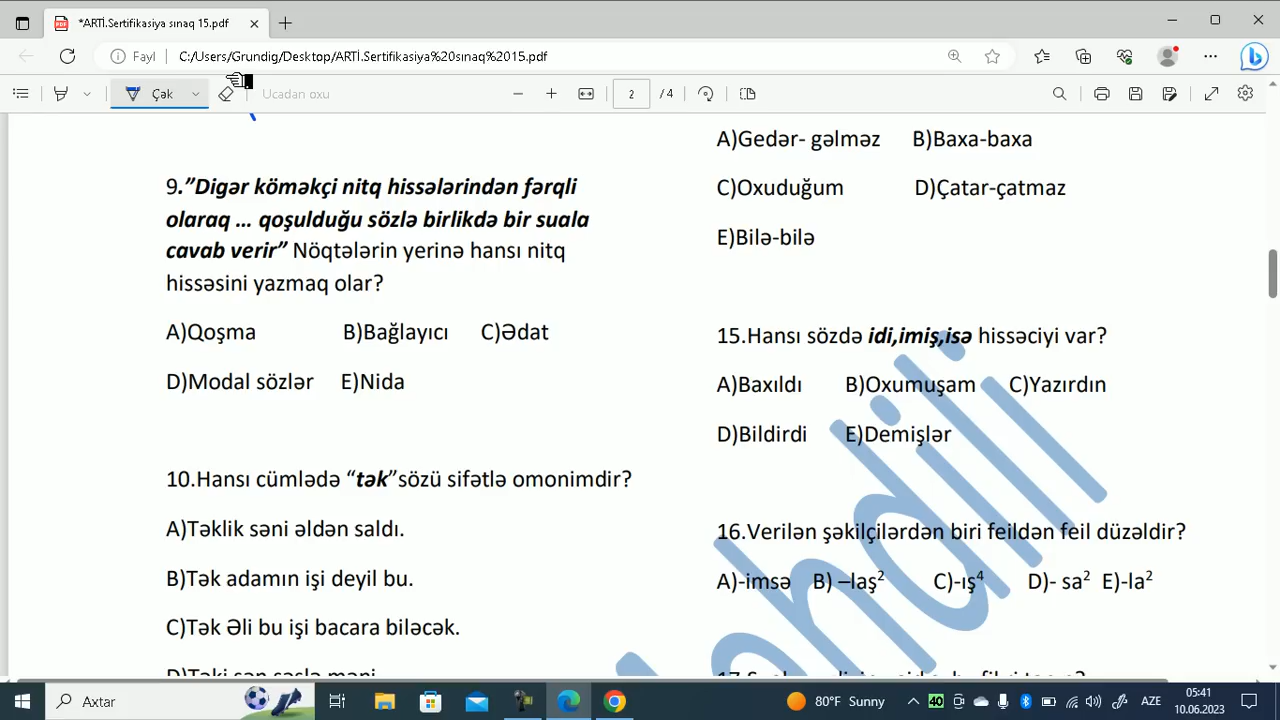 *ARTİ.Sertifikasiya sınaq 15.pdf
Fayl
C:/Users/Grundig/Desktop/ARTİ.Sertifikasiya%20sınaq%2015.pdf
Çək
Ucadan oxu
2
/ 4
9.”Digər köməkçi nitq hissələrindən fərqli
olaraq … qoşulduğu sözlə birlikdə bir suala
cavab verir” Nöqtələrin yerinə hansı nitq
hissəsini yazmaq olar?
A)Qoşma B)Bağlayıcı C)Ədat
D)Modal sözlər E)Nida
10.Hansı cümlədə “tək”sözü sifətlə omonimdir?
A)Təklik səni əldən saldı.
B)Tək adamın işi deyil bu.
C)Tək Əli bu işi bacara biləcək.
A)Gedər- gəlməz B)Baxa-baxa
C)Oxuduğum D)Çatar-çatmaz
E)Bilə-bilə
15.Hansı sözdə idi,imiş,isə hissəciyi var?
A)Baxıldı B)Oxumuşam C)Yazırdın
D)Bildirdi E)Demişlər
16.Verilən şəkilçilərdən biri feildən feil düzəldir?
A)-imsə B) –laş² C)-ış⁴ D)- sa² E)-la²
Axtar
80°F Sunny
40
AZE
05:41
10.06.2023